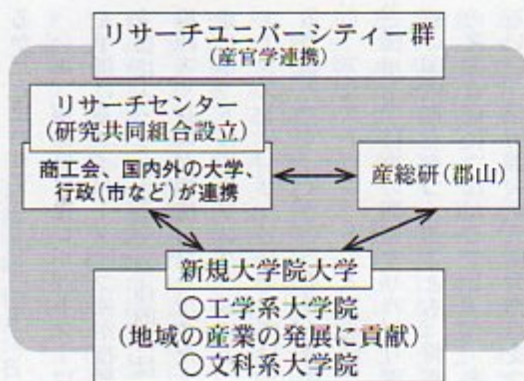 リサーチユニバーシティー群
(産官学連携)
リサーチセンター
(研究共同組合設立)
商工会、国内外の大学、
行政(市など)が連携
産総研(郡山)
新規大学院大学
○工学系大学院
(地域の産業の発展に貢献)
○文科系大学院